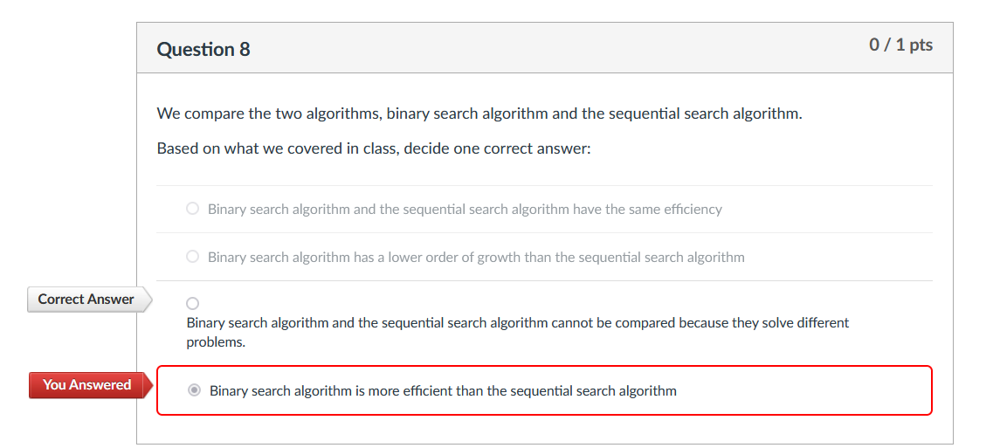 Question 8
0 / 1 pts
We compare the two algorithms, binary search algorithm and the sequential search algorithm.
Based on what we covered in class, decide one correct answer:
Binary search algorithm and the sequential search algorithm have the same efficiency
Binary search algorithm has a lower order of growth than the sequential search algorithm
Correct Answer
Binary search algorithm and the sequential search algorithm cannot be compared because they solve different
problems.
You Answered
Binary search algorithm is more efficient than the sequential search algorithm